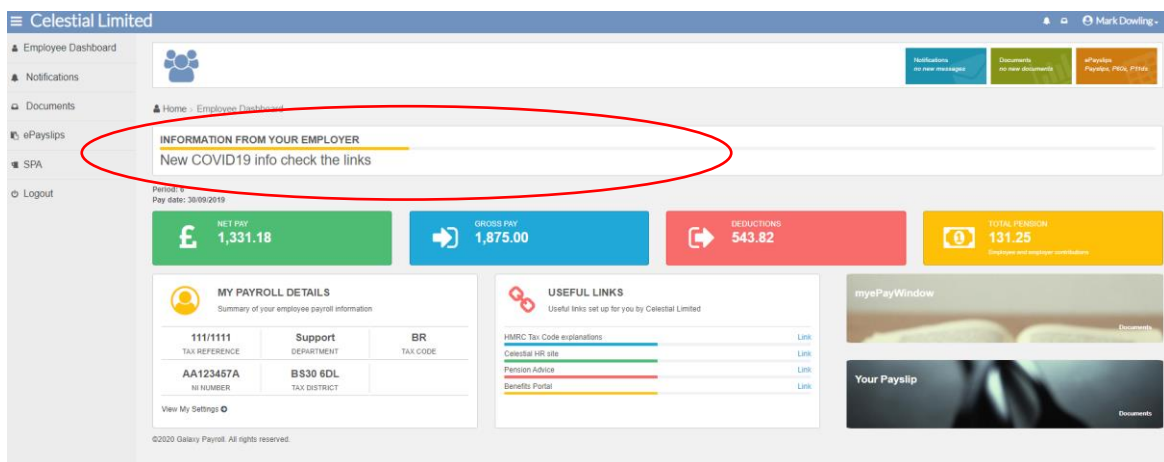 Celestial Limited
Mark Dowling
Employee Dashboard
Notifications
Documents
ePayslips
SPA
Logout
Notifications
no new messages
Documents
no new documents
ePayslips
Payslips, P60s, P11ds
Home > Employee Dashboard
INFORMATION FROM YOUR EMPLOYER
New COVID19 info check the links
Period: 6
Pay date: 30/09/2019
£
NET PAY
1,331.18
GROSS PAY
1,875.00
DEDUCTIONS
543.82
TOTAL PENSION
131.25
Employee and employer contributions
MY PAYROLL DETAILS
Summary of your employee payroll information
111/1111
Support
BR
TAX REFERENCE
DEPARTMENT
TAX CODE
AA123457A
BS30 6DL
NI NUMBER
TAX DISTRICT
View My Settings
USEFUL LINKS
Useful links set up for you by Celestial Limited
HMRC Tax Code explanations Link
Celestial HR site Link
Pension Advice Link
Benefits Portal Link
myePayWindow
Documents
Your Payslip
Documents
©2020 Galaxy Payroll. All rights reserved.